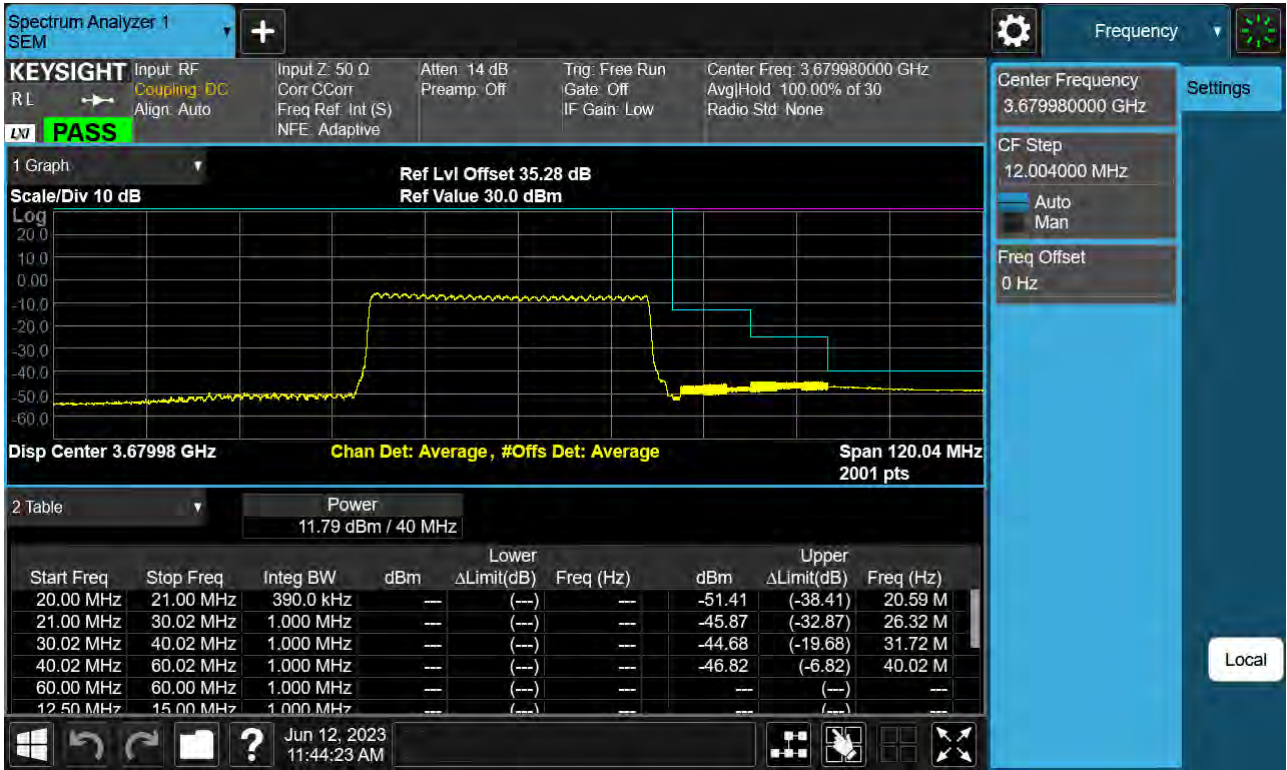 Spectrum Analyzer 1
SEM
Frequency
KEYSIGHT
R L
LXI
PASS
Input: RF
Coupling: DC
Align: Auto
Input Z: 50 Ω
Corr CCorr
Freq Ref: Int (S)
NFE: Adaptive
Atten: 14 dB
Preamp: Off
Trig: Free Run
Gate: Off
IF Gain: Low
Center Freq: 3.679980000 GHz
Avg|Hold: 100.00% of 30
Radio Std: None
Center Frequency
3.679980000 GHz
Settings
CF Step
12.004000 MHz
Auto
Man
Freq Offset
0 Hz
Local
1 Graph
Scale/Div 10 dB
Ref Lvl Offset 35.28 dB
Ref Value 30.0 dBm
Log
20.0
10.0
0.00
-10.0
-20.0
-30.0
-40.0
-50.0
-60.0
Disp Center 3.67998 GHz
Chan Det: Average, #Offs Det: Average
Span 120.04 MHz
2001 pts
2 Table
Power
11.79 dBm / 40 MHz
Lower Upper
Start Freq Stop Freq Integ BW dBm ΔLimit(dB) Freq (Hz) dBm ΔLimit(dB) Freq (Hz)
20.00 MHz 21.00 MHz 390.0 kHz --- (---) --- -51.41 (-38.41) 20.59 M
21.00 MHz 30.02 MHz 1.000 MHz --- (---) --- -45.87 (-32.87) 26.32 M
30.02 MHz 40.02 MHz 1.000 MHz --- (---) --- -44.68 (-19.68) 31.72 M
40.02 MHz 60.02 MHz 1.000 MHz --- (---) --- -46.82 (-6.82) 40.02 M
60.00 MHz 60.00 MHz 1.000 MHz --- (---) --- --- (---) ---
12.50 MHz 15.00 MHz 1.000 MHz --- (---) --- --- (---) ---
?
Jun 12, 2023
11:44:23 AM